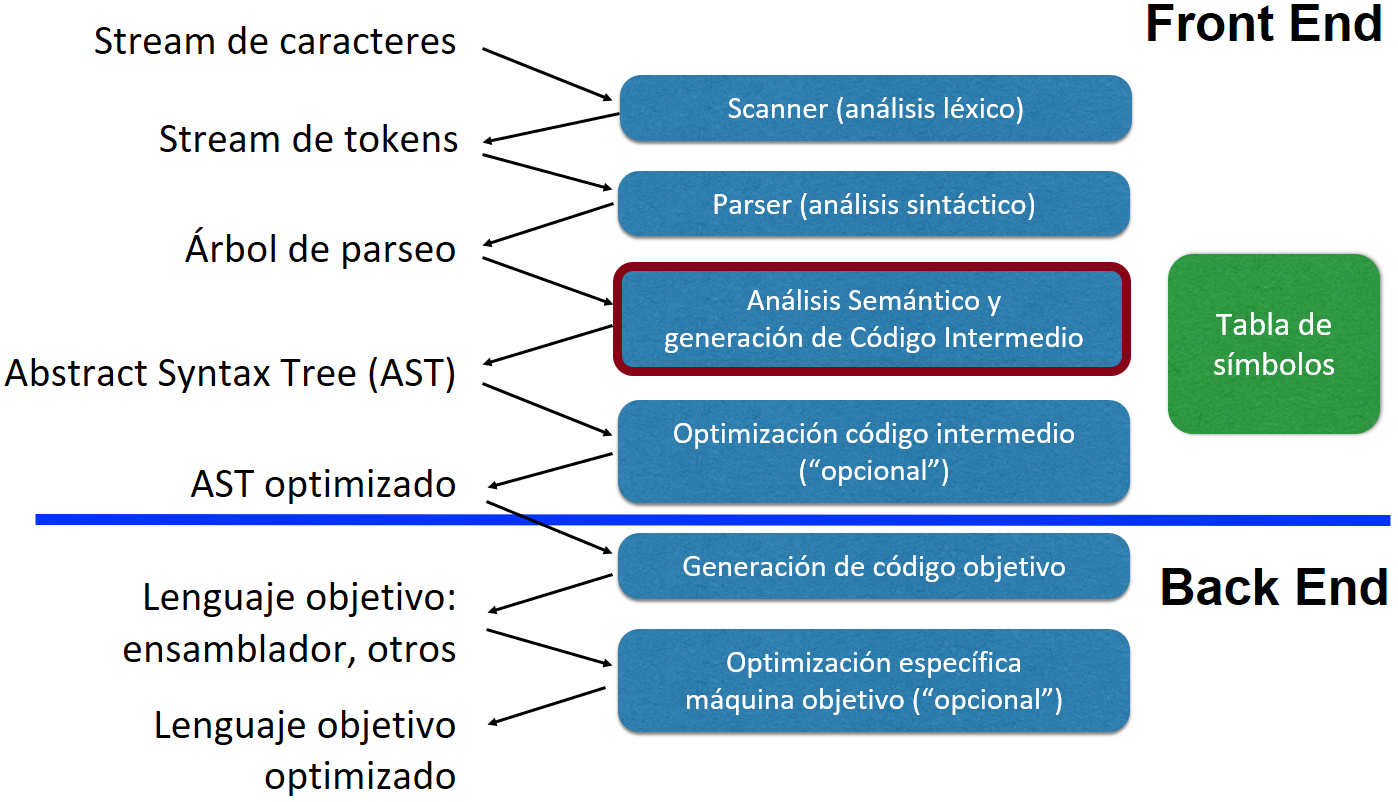 Front End
Stream de caracteres
Scanner (análisis léxico)
Stream de tokens
Parser (análisis sintáctico)
Árbol de parseo
Análisis Semántico y
generación de Código Intermedio
Tabla de
símbolos
Abstract Syntax Tree (AST)
Optimización código intermedio
(“opcional”)
AST optimizado
Generación de código objetivo
Back End
Lenguaje objetivo:
ensamblador, otros
Optimización específica
máquina objetivo (“opcional”)
Lenguaje objetivo
optimizado